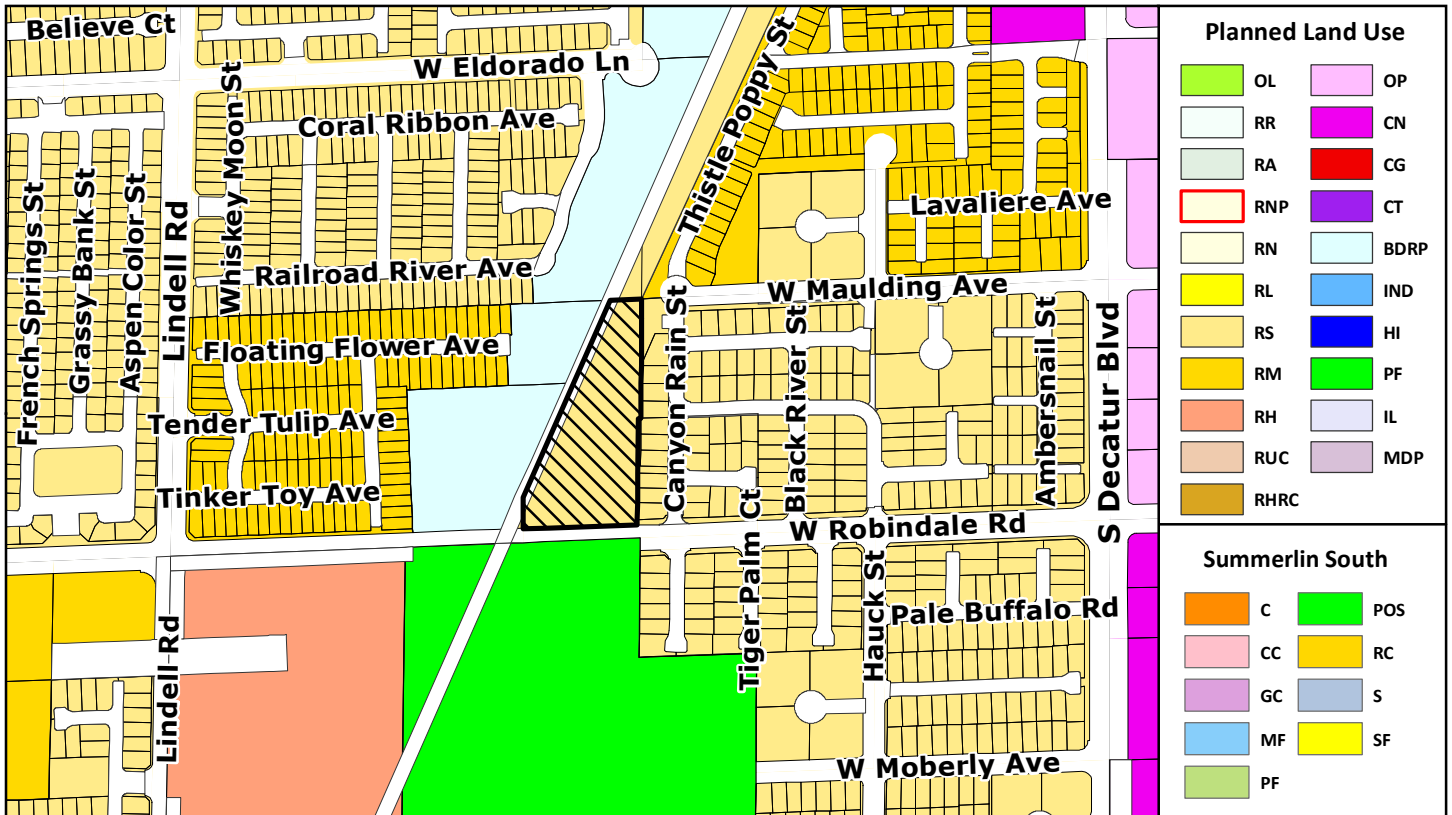 Believe Ct
W Eldorado Ln
Thistle Poppy St
Whiskey Moon St
Coral Ribbon Ave
French Springs St
Grassy Bank St
Aspen Color St
Lindell Rd
Lavaliere Ave
Railroad River Ave
W Maulding Ave
Floating Flower Ave
Canyon Rain St
Black River St
Ambersnail St
S Decatur Blvd
Tender Tulip Ave
Tinker Toy Ave
Tiger Palm Ct
W Robindale Rd
Hauck St
Pale Buffalo Rd
Lindell Rd
W Moberly Ave
Planned Land Use
OL
RR
RA
RNP
RN
RL
RS
RM
RH
RUC
RHRC
OP
CN
CG
CT
BDRP
IND
HI
PF
IL
MDP
Summerlin South
C
CC
GC
MF
PF
POS
RC
S
SF